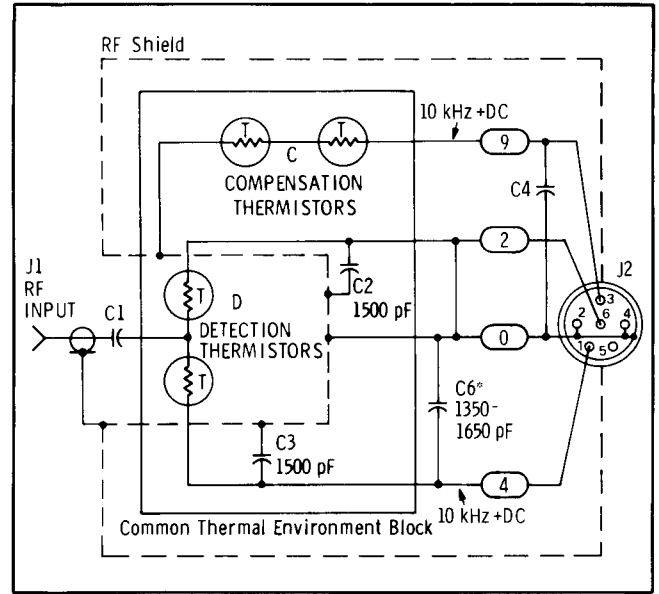 RF Shield
10 kHz +DC
T
T
9
C
COMPENSATION
THERMISTORS
C4
2
J1
RF
INPUT
C1
T
D
DETECTION
THERMISTORS
C2
1500 pF
J2
3
2
6
4
1
5
0
T
C6*
1350-
1650 pF
C3
1500 pF
4
10 kHz +DC
Common Thermal Environment Block